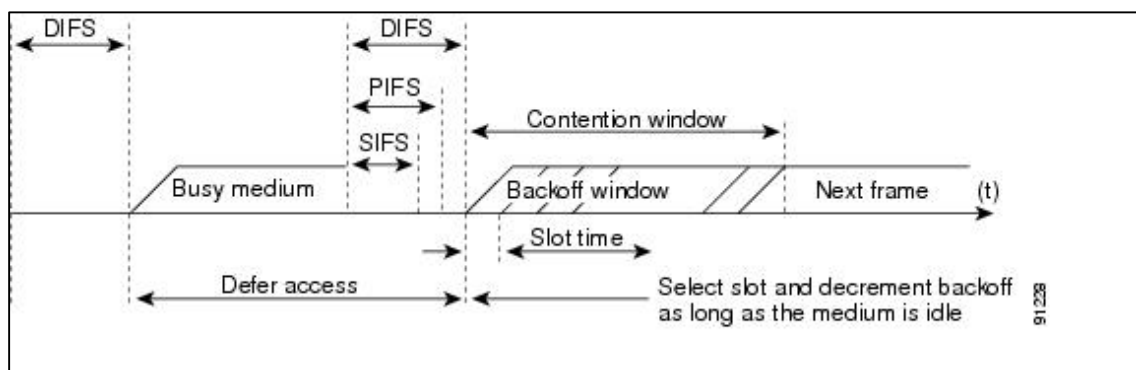 DIFS
DIFS
PIFS
Contention window
SIFS
Busy medium
Backoff window
Next frame
(t)
Slot time
Defer access
Select slot and decrement backoff
as long as the medium is idle
91228